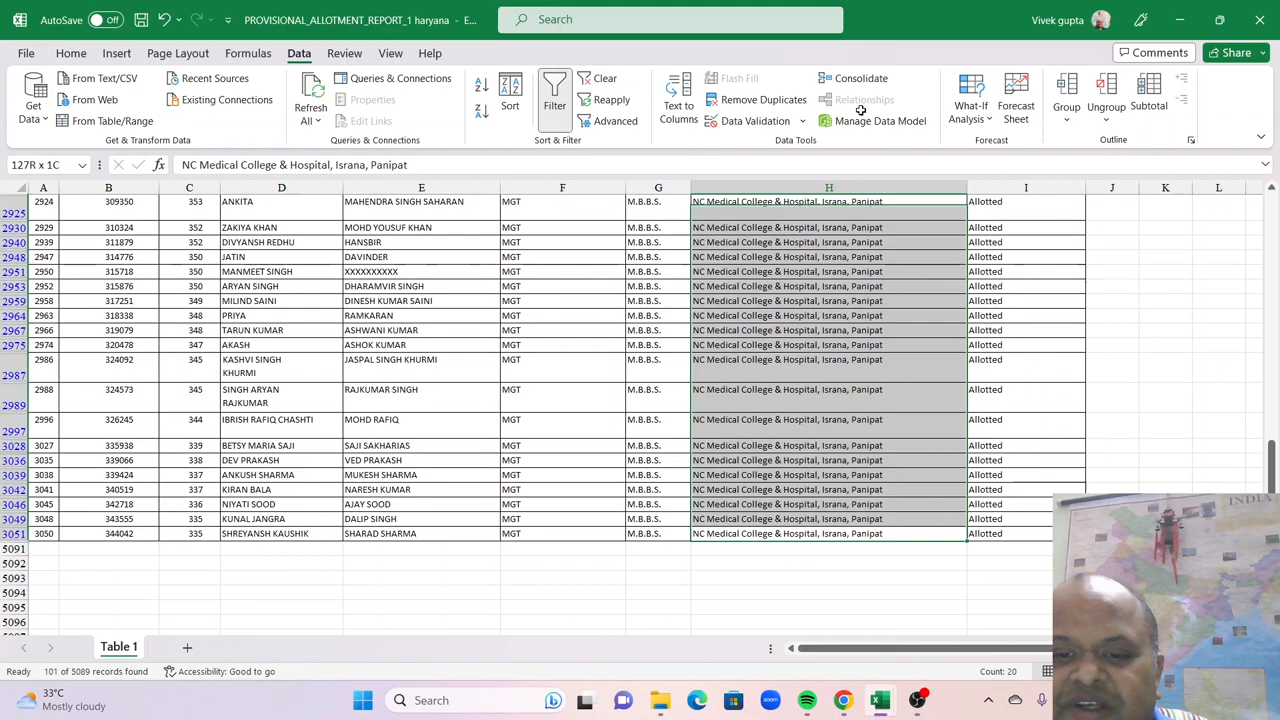 AutoSave Off PROVISIONAL_ALLOTMENT_REPORT_1 haryana - E... Search Vivek gupta
File Home Insert Page Layout Formulas Data Review View Help Comments Share
Get Data From Text/CSV From Web From Table/Range Recent Sources Existing Connections
Get & Transform Data
Refresh All Queries & Connections Properties Edit Links
Queries & Connections
Sort Filter Clear Reapply Advanced
Sort & Filter
Text to Columns Flash Fill Remove Duplicates Data Validation Consolidate Relationships Manage Data Model
Data Tools
What-If Analysis Forecast Sheet
Forecast
Group Ungroup Subtotal
Outline
127R x 1C fx NC Medical College & Hospital, Israna, Panipat
A B C D E F G H I J K L
2925 2924 309350 353 ANKITA MAHENDRA SINGH SAHARAN MGT M.B.B.S. NC Medical College & Hospital, Israna, Panipat Allotted
2930 2929 310324 352 ZAKIYA KHAN MOHD YOUSUF KHAN MGT M.B.B.S. NC Medical College & Hospital, Israna, Panipat Allotted
2940 2939 311879 352 DIVYANSH REDHU HANSBIR MGT M.B.B.S. NC Medical College & Hospital, Israna, Panipat Allotted
2948 2947 314776 350 JATIN DAVINDER MGT M.B.B.S. NC Medical College & Hospital, Israna, Panipat Allotted
2951 2950 315718 350 MANMEET SINGH XXXXXXXXXX MGT M.B.B.S. NC Medical College & Hospital, Israna, Panipat Allotted
2953 2952 315876 350 ARYAN SINGH DHARAMVIR SINGH MGT M.B.B.S. NC Medical College & Hospital, Israna, Panipat Allotted
2959 2958 317251 349 MILIND SAINI DINESH KUMAR SAINI MGT M.B.B.S. NC Medical College & Hospital, Israna, Panipat Allotted
2964 2963 318338 348 PRIYA RAMKARAN MGT M.B.B.S. NC Medical College & Hospital, Israna, Panipat Allotted
2967 2966 319079 348 TARUN KUMAR ASHWANI KUMAR MGT M.B.B.S. NC Medical College & Hospital, Israna, Panipat Allotted
2975 2974 320478 347 AKASH ASHOK KUMAR MGT M.B.B.S. NC Medical College & Hospital, Israna, Panipat Allotted
2987 2986 324092 345 KASHVI SINGH KHURMI JASPAL SINGH KHURMI MGT M.B.B.S. NC Medical College & Hospital, Israna, Panipat Allotted
2989 2988 324573 345 SINGH ARYAN RAJKUMAR RAJKUMAR SINGH MGT M.B.B.S. NC Medical College & Hospital, Israna, Panipat Allotted
2997 2996 326245 344 IBRISH RAFIQ CHASHTI MOHD RAFIQ MGT M.B.B.S. NC Medical College & Hospital, Israna, Panipat Allotted
3028 3027 335938 339 BETSY MARIA SAJI SAJI SAKHARIAS MGT M.B.B.S. NC Medical College & Hospital, Israna, Panipat Allotted
3036 3035 339066 338 DEV PRAKASH VED PRAKASH MGT M.B.B.S. NC Medical College & Hospital, Israna, Panipat Allotted
3039 3038 339424 337 ANKUSH SHARMA MUKESH SHARMA MGT M.B.B.S. NC Medical College & Hospital, Israna, Panipat Allotted
3042 3041 340519 337 KIRAN BALA NARESH KUMAR MGT M.B.B.S. NC Medical College & Hospital, Israna, Panipat Allotted
3046 3045 342718 336 NIYATI SOOD AJAY SOOD MGT M.B.B.S. NC Medical College & Hospital, Israna, Panipat Allotted
3049 3048 343555 335 KUNAL JANGRA DALIP SINGH MGT M.B.B.S. NC Medical College & Hospital, Israna, Panipat Allotted
3051 3050 344042 335 SHREYANSH KAUSHIK SHARAD SHARMA MGT M.B.B.S. NC Medical College & Hospital, Israna, Panipat Allotted
5091
5092
5093
5094
5095
5096
INDIA
Table 1
Ready 101 of 5089 records found Accessibility: Good to go Count: 20
33°C
Mostly cloudy
Search
zoom